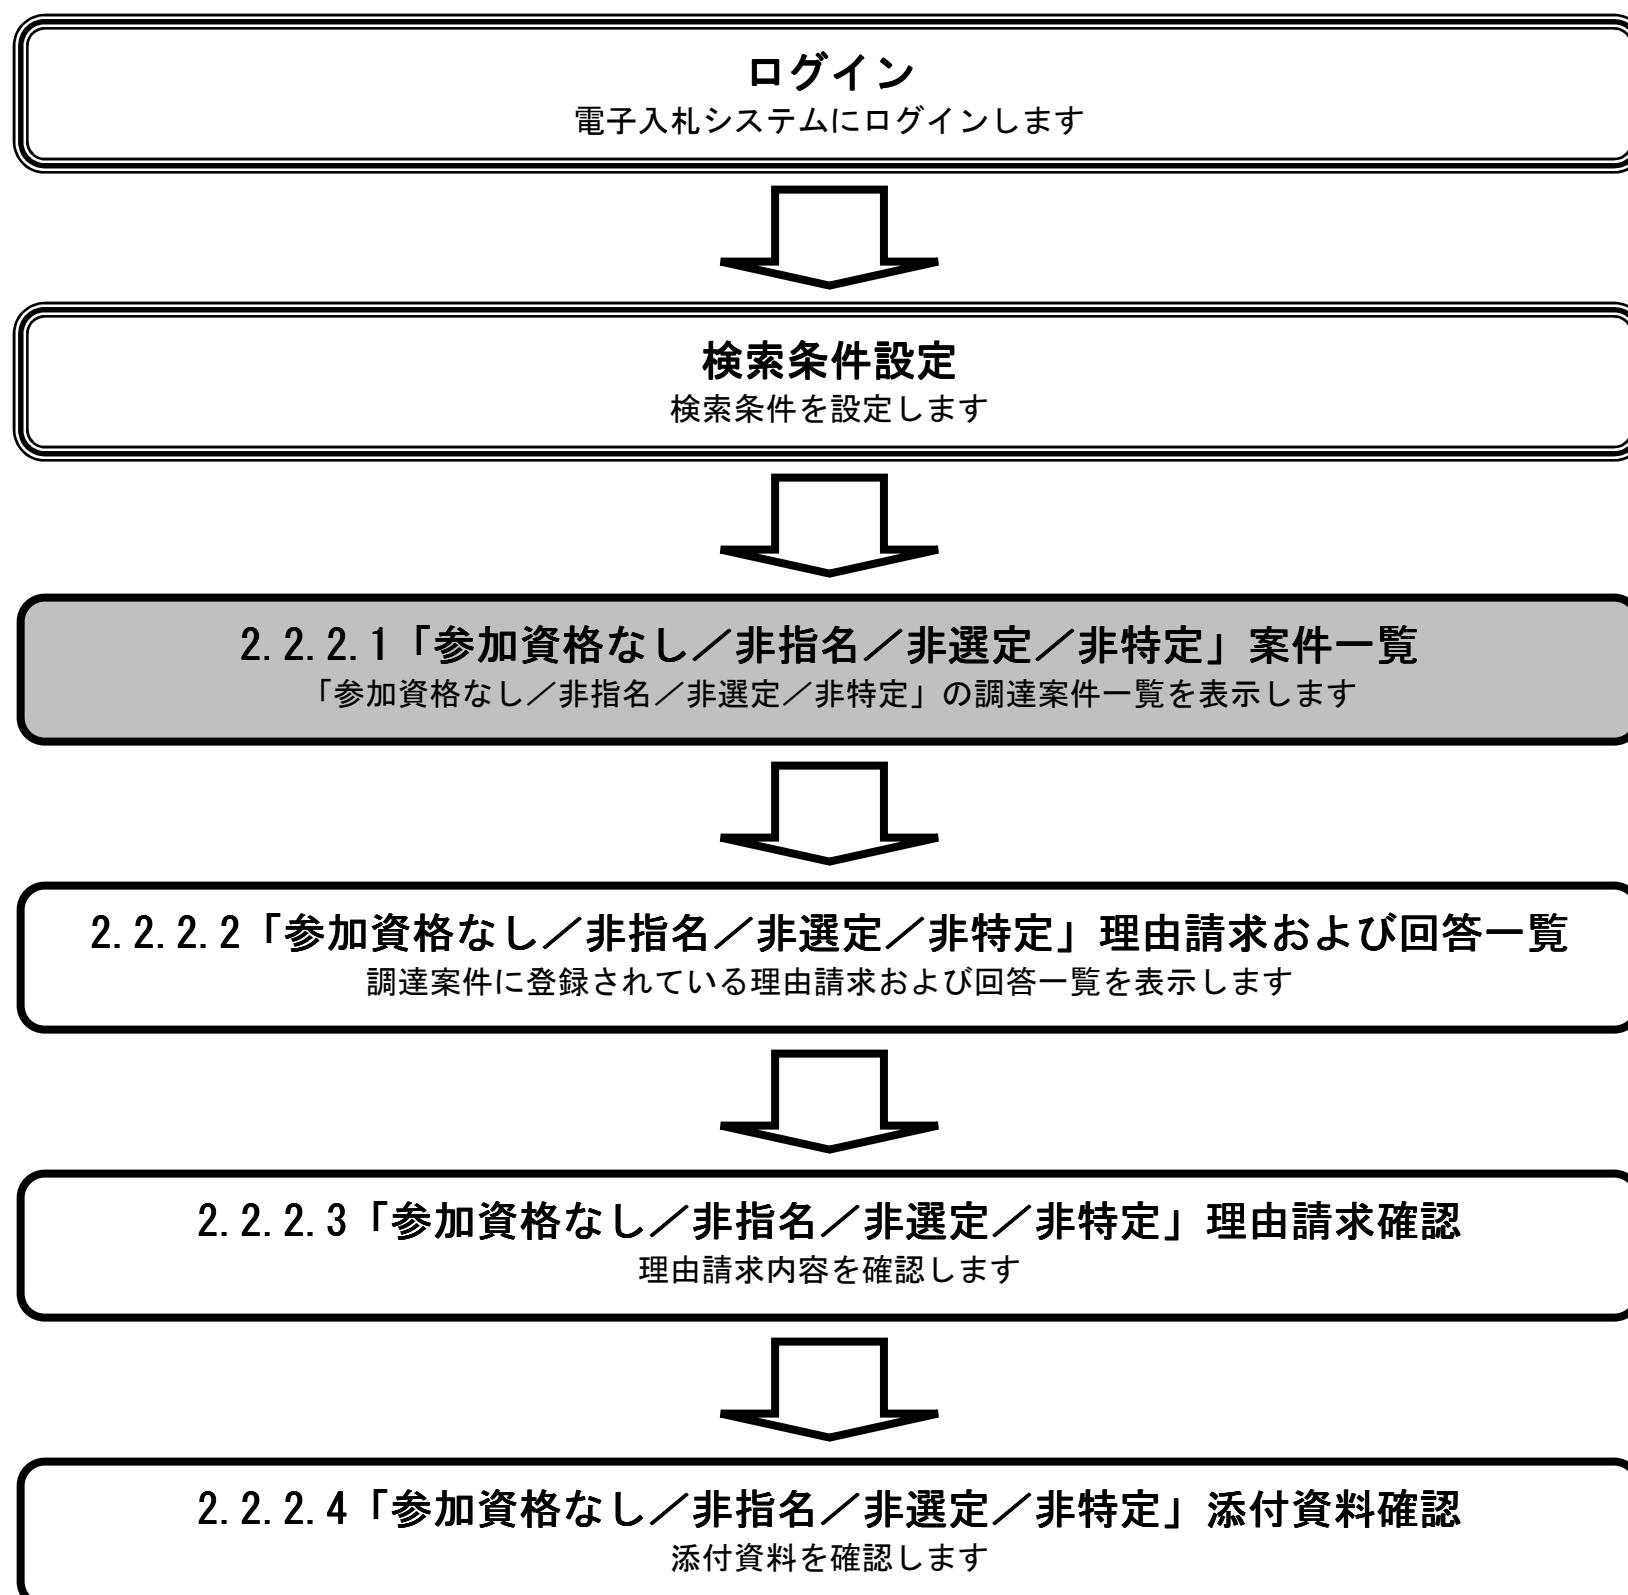 ログイン
電子入札システムにログインします
検索条件設定
検索条件を設定します
2.2.2.1「参加資格なし／非指名／非選定／非特定」案件一覧
「参加資格なし／非指名／非選定／非特定」の調達案件一覧を表示します
2.2.2.2「参加資格なし／非指名／非選定／非特定」理由請求および回答一覧
調達案件に登録されている理由請求および回答一覧を表示します
2.2.2.3「参加資格なし／非指名／非選定／非特定」理由請求確認
理由請求内容を確認します
2.2.2.4「参加資格なし／非指名／非選定／非特定」添付資料確認
添付資料を確認します